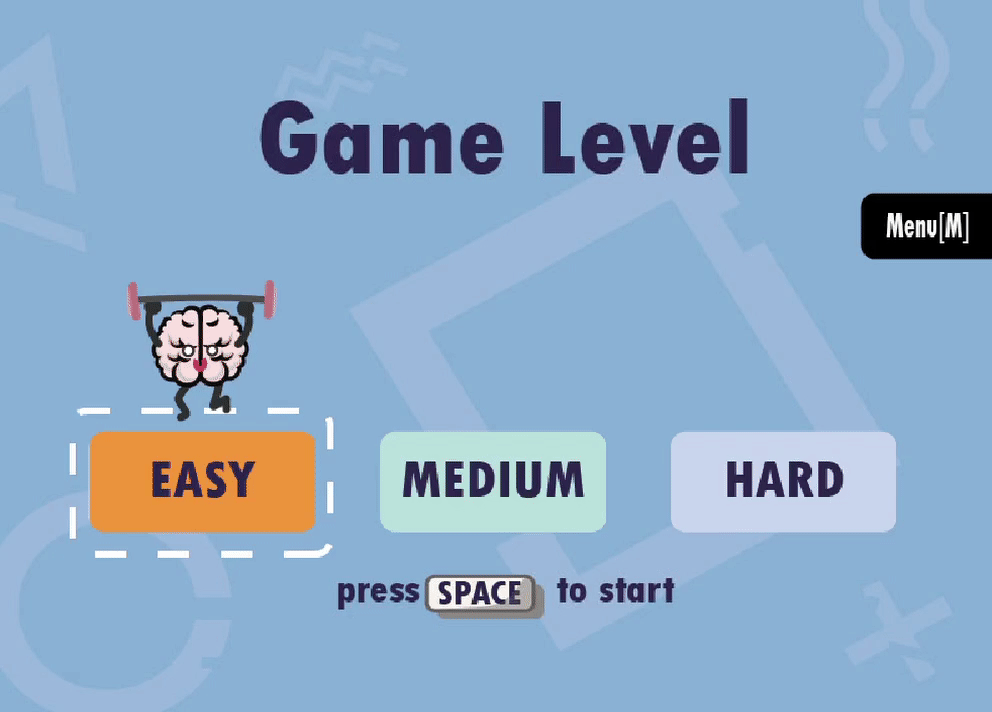 Game Level
Menu[M]
EASY
MEDIUM
HARD
press SPACE to start